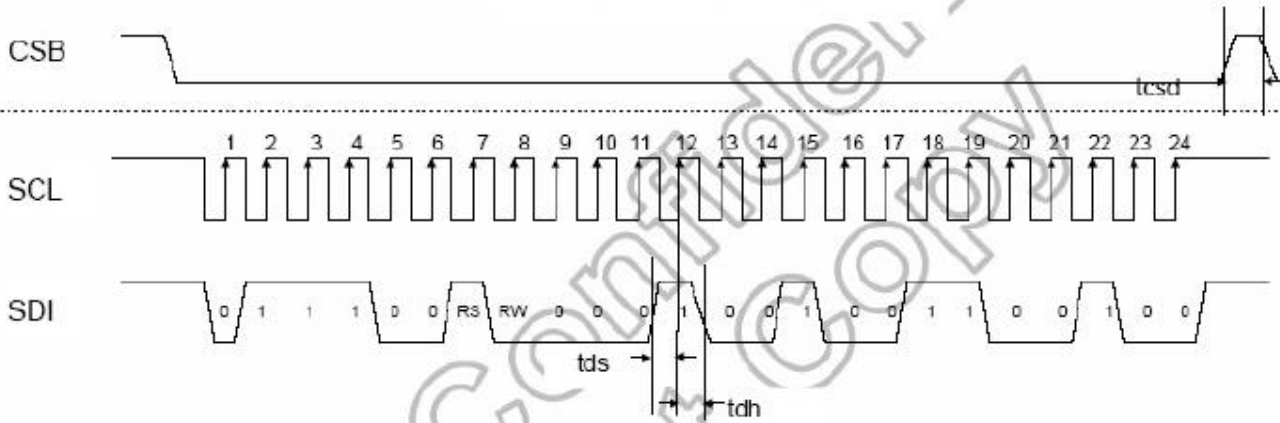 CSB
tcsd
1 2 3 4 5 6 7 8 9 10 11 12 13 14 15 16 17 18 19 20 21 22 23 24
SCL
SDI
0 1 1 1 0 0 RS RW 0 0 0 1 0 0 1 0 0 1 1 0 0 1 0 0
tds
tdh
Confiden
Copy